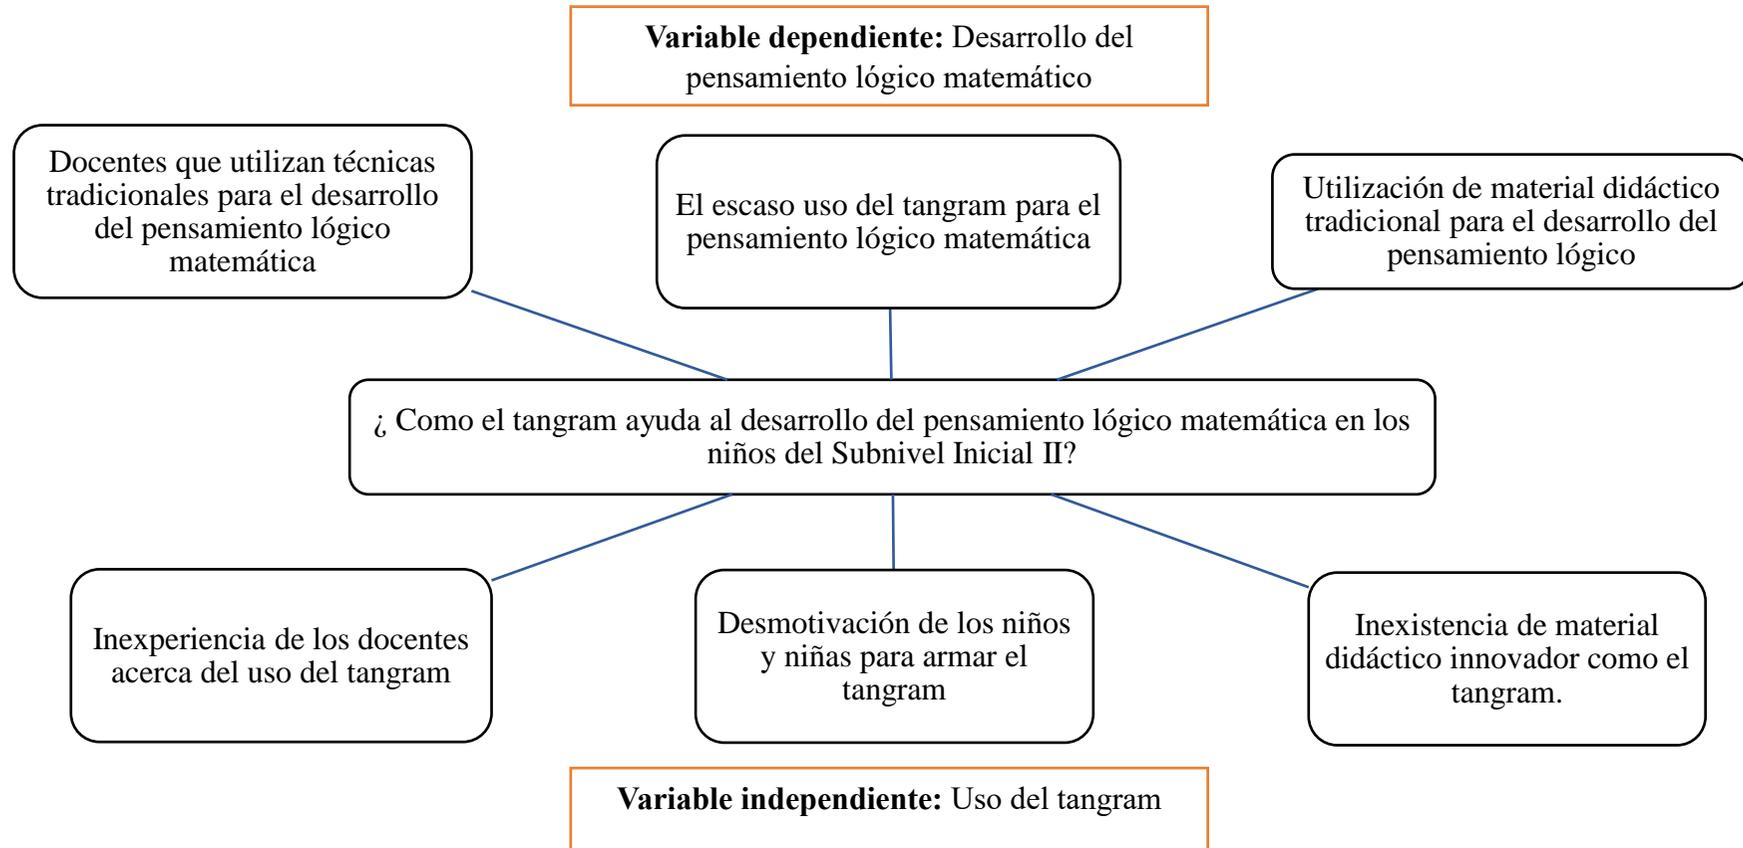 Variable dependiente: Desarrollo del
pensamiento lógico matemático
Docentes que utilizan técnicas
tradicionales para el desarrollo
del pensamiento lógico
matemática
El escaso uso del tangram para el
pensamiento lógico matemática
Utilización de material didáctico
tradicional para el desarrollo del
pensamiento lógico
¿ Como el tangram ayuda al desarrollo del pensamiento lógico matemática en los
niños del Subnivel Inicial II?
Inexperiencia de los docentes
acerca del uso del tangram
Desmotivación de los niños
y niñas para armar el
tangram
Inexistencia de material
didáctico innovador como el
tangram.
Variable independiente: Uso del tangram